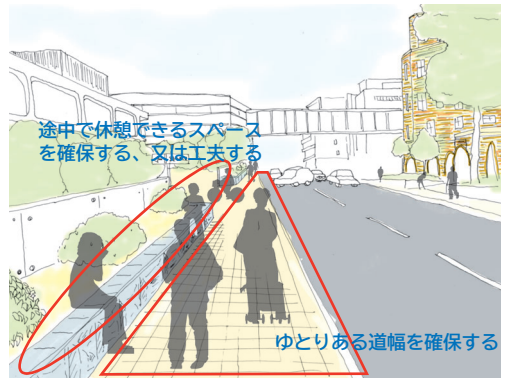 途中で休憩できるスペース
を確保する、又は工夫する
ゆとりある道幅を確保する